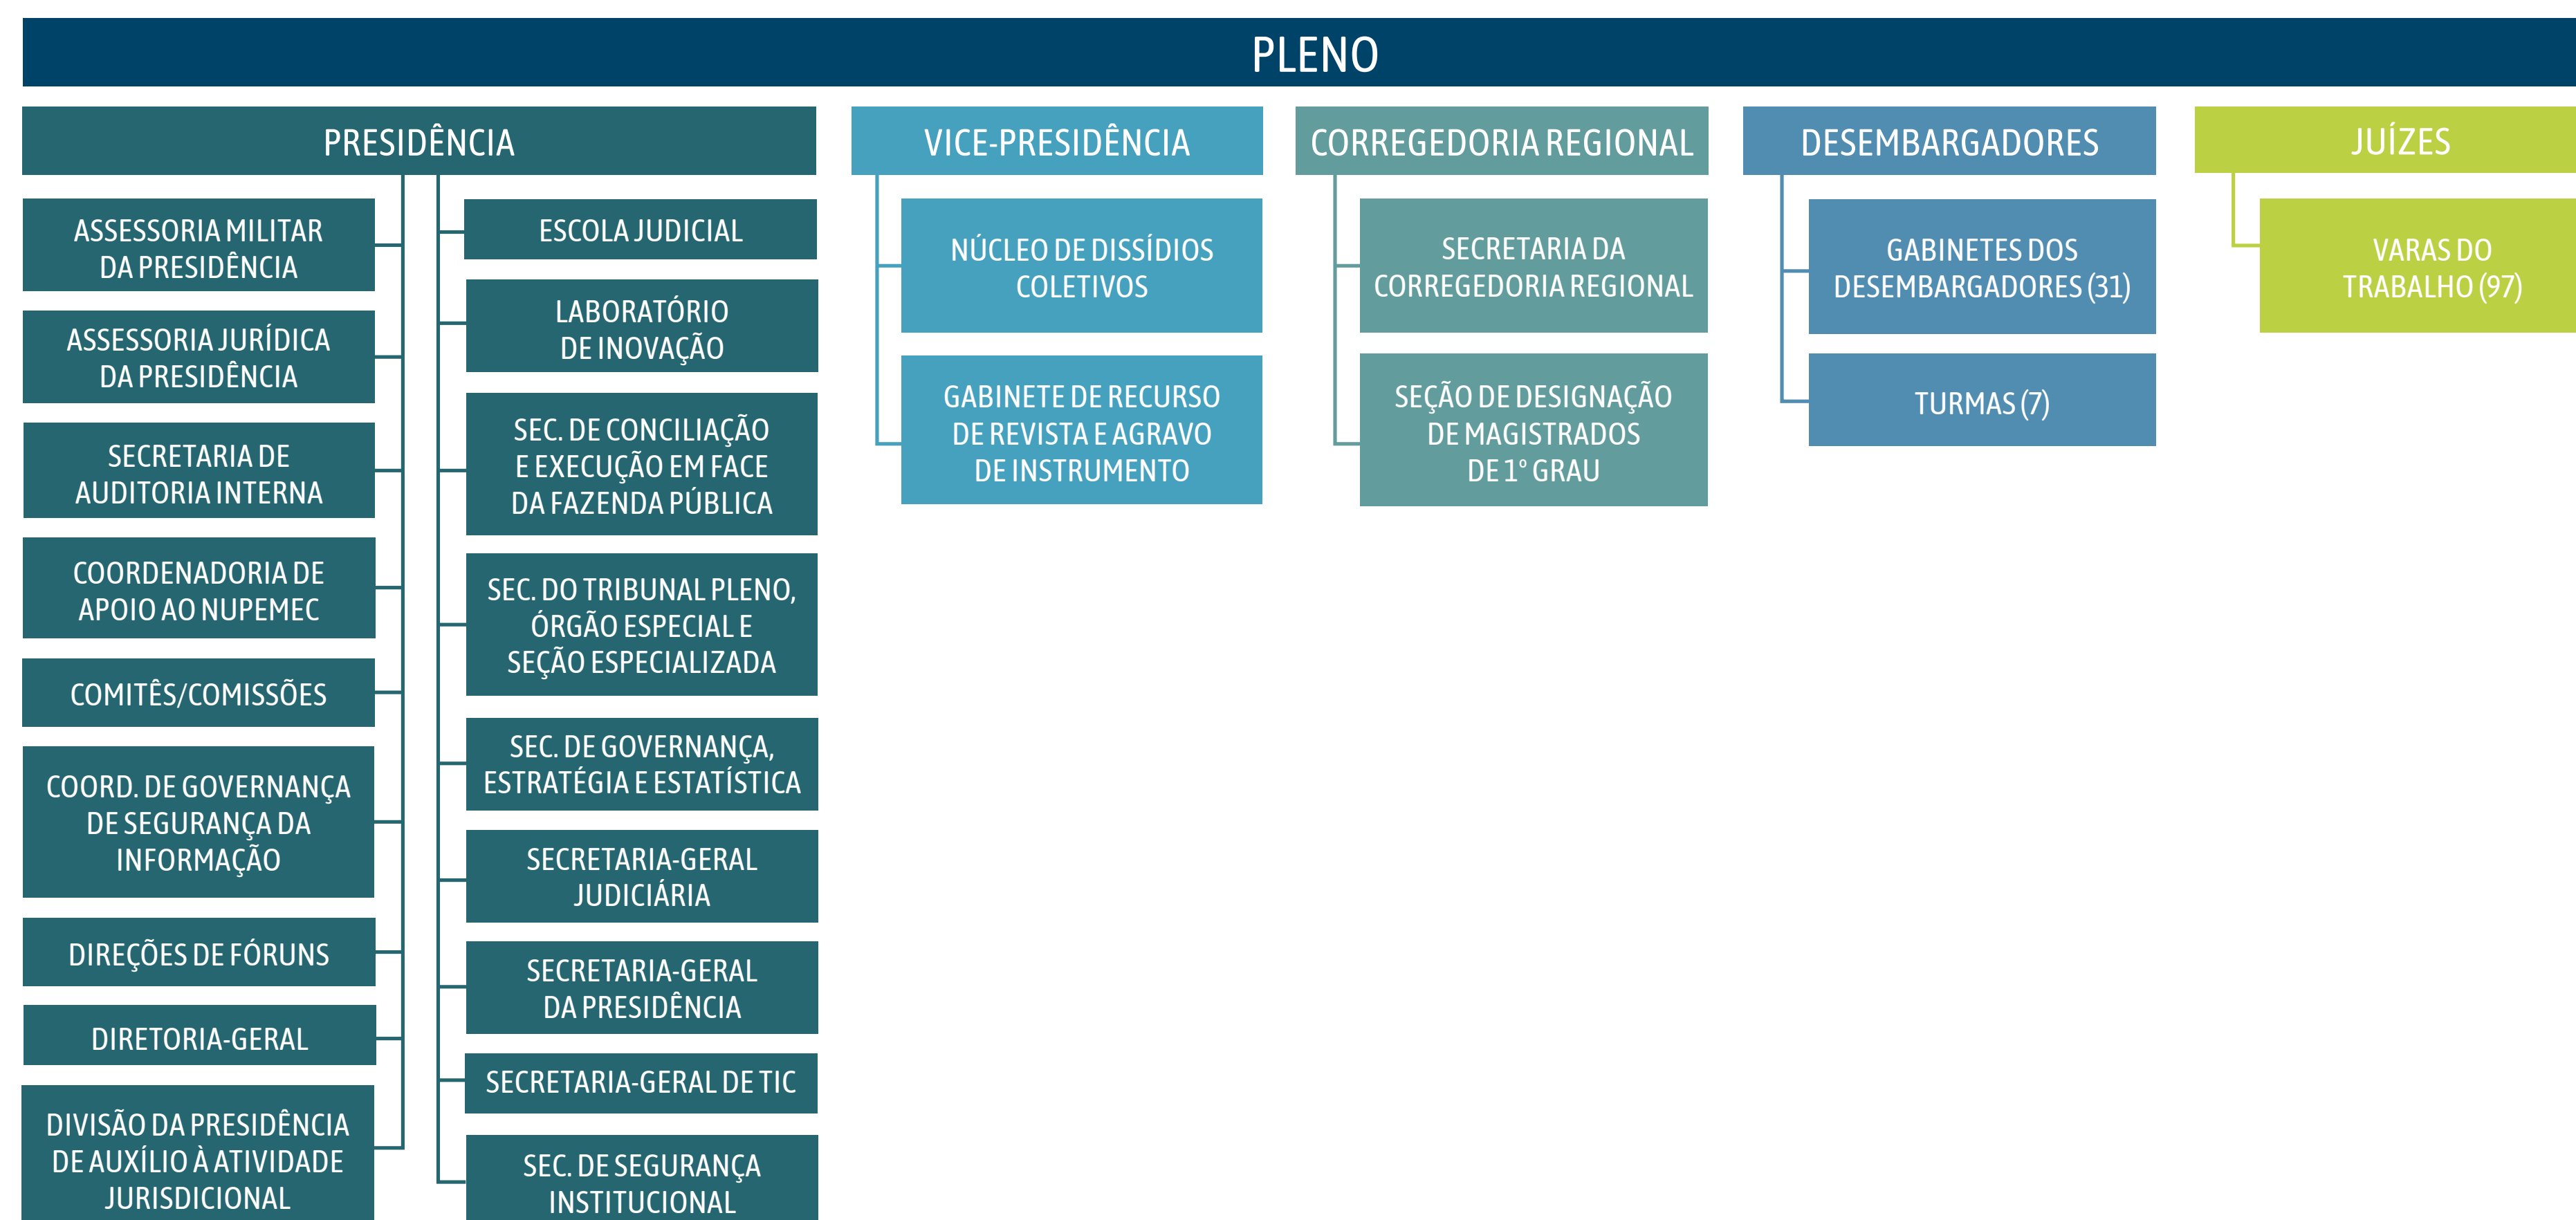 PLENO
PRESIDÊNCIA
ASSESSORIA MILITAR
DA PRESIDÊNCIA
ASSESSORIA JURÍDICA
DA PRESIDÊNCIA
SECRETARIA DE
AUDITORIA INTERNA
COORDENADORIA DE
APOIO AO NUPEMEC
COMITÊS/COMISSÕES
COORD. DE GOVERNANÇA
DE SEGURANÇA DA
INFORMAÇÃO
DIREÇÕES DE FÓRUNS
DIRETORIA-GERAL
DIVISÃO DA PRESIDÊNCIA
DE AUXÍLIO À ATIVIDADE
JURISDICIONAL
ESCOLA JUDICIAL
LABORATÓRIO
DE INOVAÇÃO
SEC. DE CONCILIAÇÃO
E EXECUÇÃO EM FACE
DA FAZENDA PÚBLICA
SEC. DO TRIBUNAL PLENO,
ÓRGÃO ESPECIAL E
SEÇÃO ESPECIALIZADA
SEC. DE GOVERNANÇA,
ESTRATÉGIA E ESTATÍSTICA
SECRETARIA-GERAL
JUDICIÁRIA
SECRETARIA-GERAL
DA PRESIDÊNCIA
SECRETARIA-GERAL DE TIC
SEC. DE SEGURANÇA
INSTITUCIONAL
VICE-PRESIDÊNCIA
NÚCLEO DE DISSÍDIOS
COLETIVOS
GABINETE DE RECURSO
DE REVISTA E AGRAVO
DE INSTRUMENTO
CORREGEDORIA REGIONAL
SECRETARIA DA
CORREGEDORIA REGIONAL
SEÇÃO DE DESIGNAÇÃO
DE MAGISTRADOS
DE 1º GRAU
DESEMBARGADORES
GABINETES DOS
DESEMBARGADORES (31)
TURMAS (7)
JUÍZES
VARAS DO
TRABALHO (97)